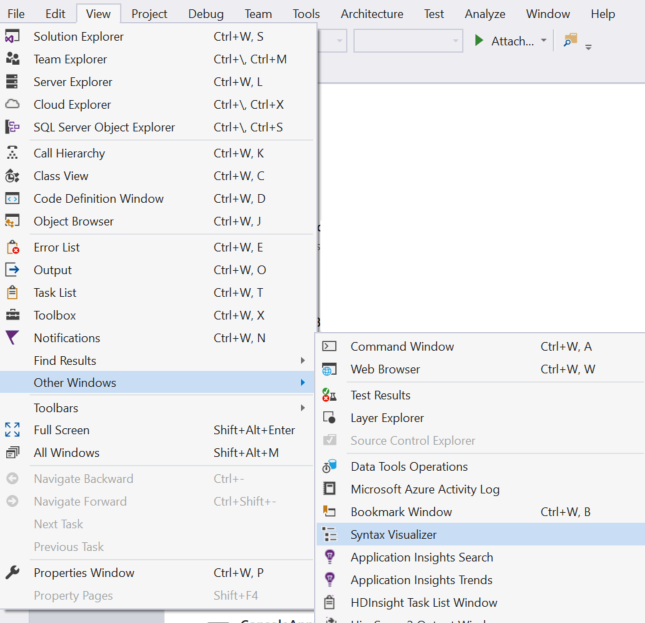 File Edit View Project Debug Team Tools Architecture Test Analyze Window Help
Attach...
Solution Explorer Ctrl+W, S
Team Explorer Ctrl+\, Ctrl+M
Server Explorer Ctrl+W, L
Cloud Explorer Ctrl+\, Ctrl+X
SQL Server Object Explorer Ctrl+\, Ctrl+S
Call Hierarchy Ctrl+W, K
Class View Ctrl+W, C
Code Definition Window Ctrl+W, D
Object Browser Ctrl+W, J
Error List Ctrl+W, E
Output Ctrl+W, O
Task List Ctrl+W, T
Toolbox Ctrl+W, X
Notifications Ctrl+W, N
Find Results
Other Windows
Toolbars
Full Screen Shift+Alt+Enter
All Windows Shift+Alt+M
Navigate Backward Ctrl+-
Navigate Forward Ctrl+Shift+-
Next Task
Previous Task
Properties Window Ctrl+W, P
Property Pages Shift+F4
Command Window Ctrl+W, A
Web Browser Ctrl+W, W
Test Results
Layer Explorer
Source Control Explorer
Data Tools Operations
Microsoft Azure Activity Log
Bookmark Window Ctrl+W, B
Syntax Visualizer
Application Insights Search
Application Insights Trends
HDInsight Task List Window